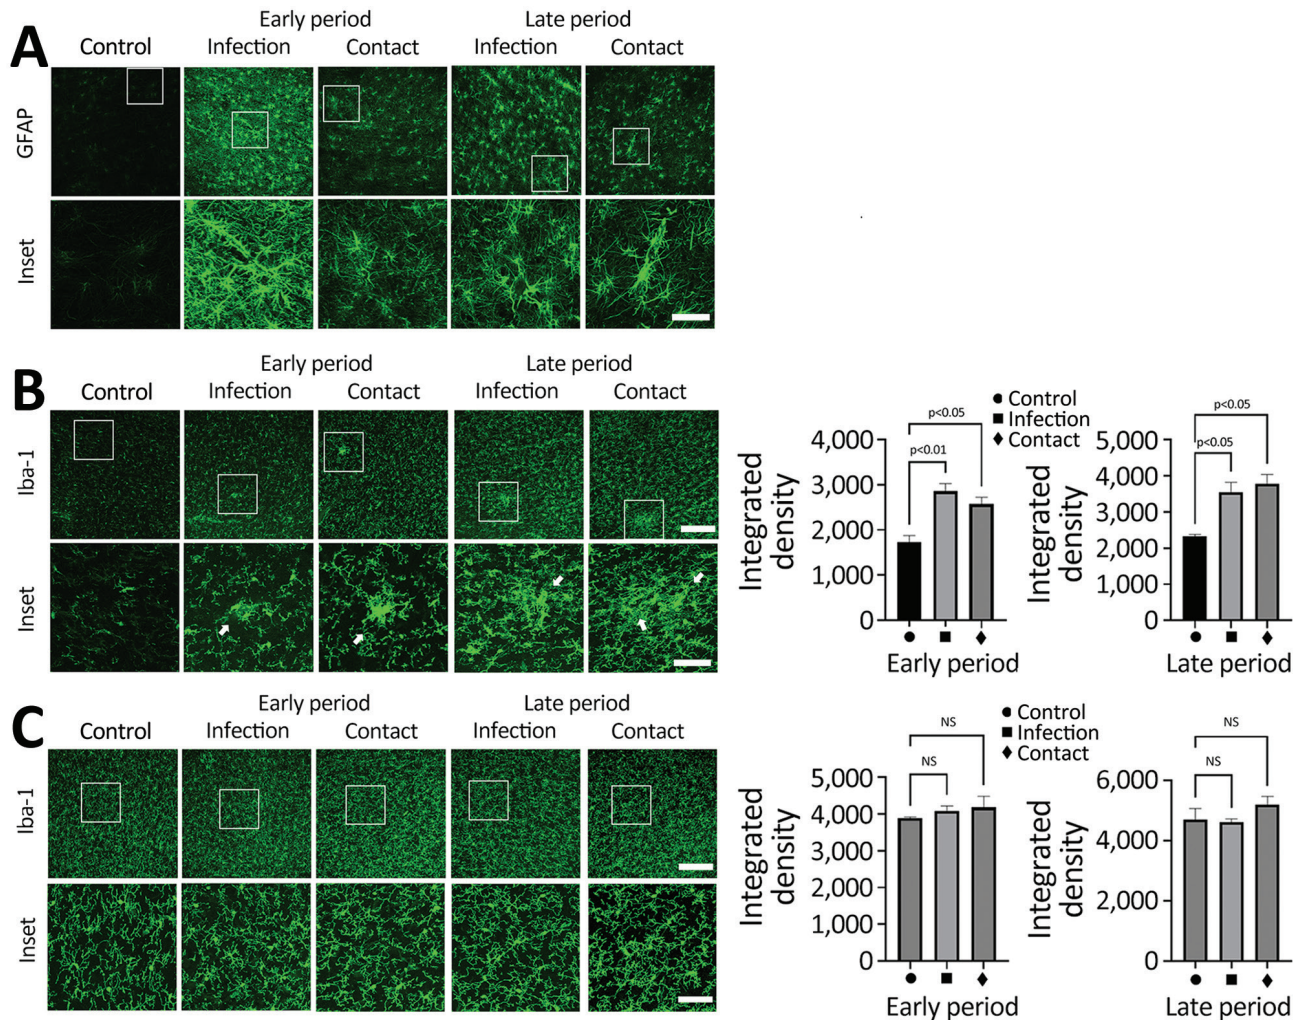 A
Early period
Late period
Control
Infection
Contact
Infection
Contact
GFAP
Inset
B
Early period
Late period
Control
Infection
Contact
Infection
Contact
Iba-1
Inset
Control
Infection
Contact
Integrated density
4,000
3,000
2,000
1,000
0
p<0.05
p<0.01
Early period
Integrated density
5,000
4,000
3,000
2,000
1,000
0
p<0.05
p<0.05
Late period
C
Early period
Late period
Control
Infection
Contact
Infection
Contact
Iba-1
Inset
Control
Infection
Contact
Integrated density
5,000
4,000
3,000
2,000
1,000
0
NS
NS
Early period
Integrated density
6,000
4,000
2,000
0
NS
NS
Late period